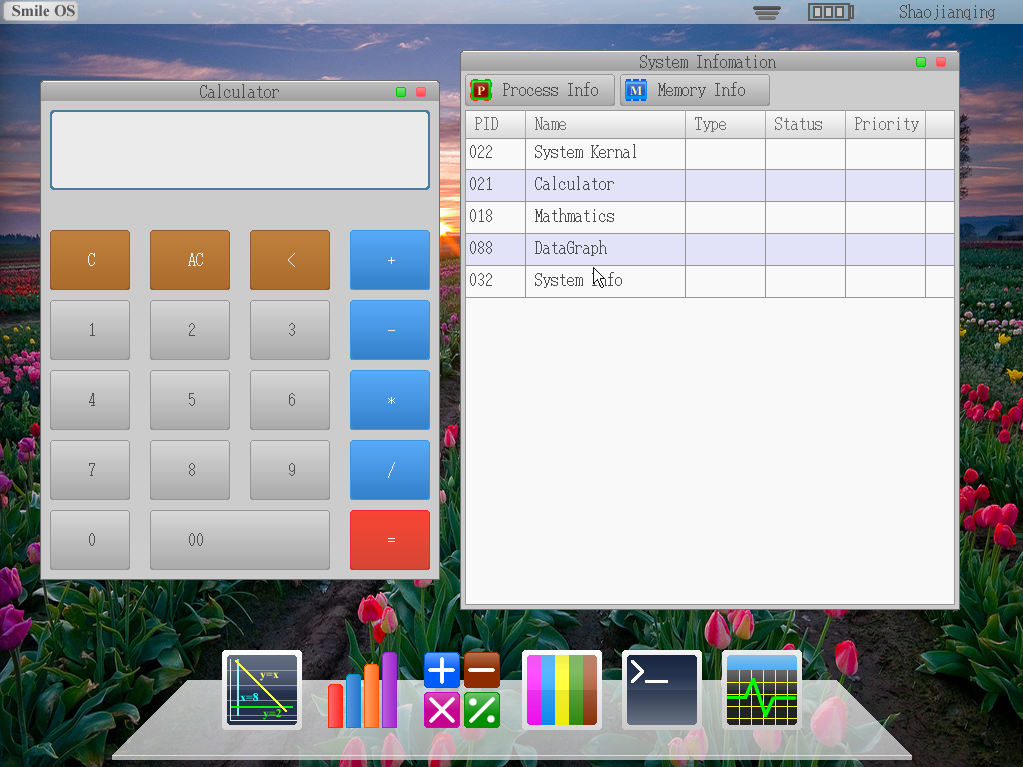 Smile OS
Shaojianqing
Calculator
C AC < +
1 2 3 -
4 5 6 *
7 8 9 /
0 00 =
System Infomation
P Process Info M Memory Info
PID Name Type Status Priority
022 System Kernal
021 Calculator
018 Mathmatics
088 DataGraph
032 System Info
y=x
x=8
y=2
>_